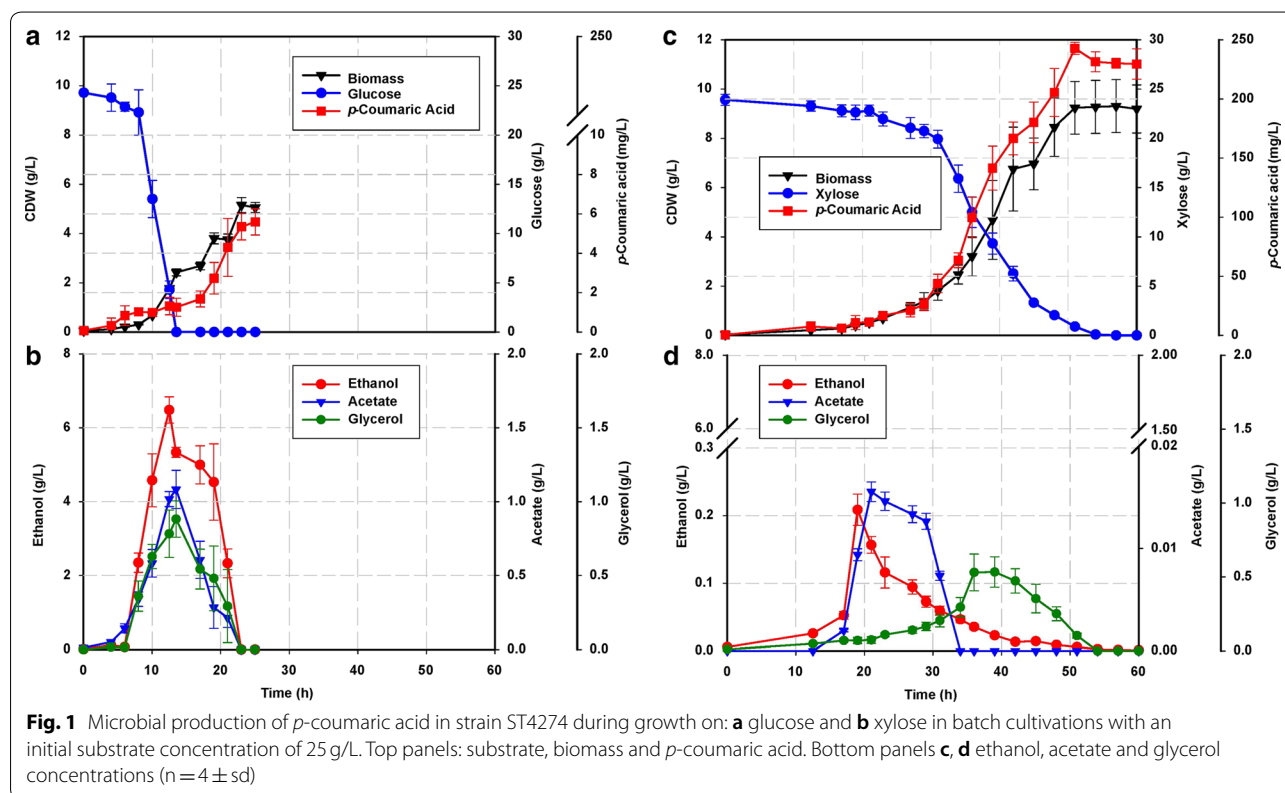 a
12
10
8
6
4
2
0
CDW (g/L)
Biomass
Glucose
p-Coumaric Acid
30
25
20
15
10
5
0
Glucose (g/L)
250
10
8
6
4
2
0
p-Coumaric acid (mg/L)
c
12
10
8
6
4
2
0
CDW (g/L)
Biomass
Xylose
p-Coumaric Acid
30
25
20
15
10
5
0
Xylose (g/L)
250
200
150
100
50
0
p-Coumaric acid (mg/L)
b
8
6
4
2
0
Ethanol (g/L)
Ethanol
Acetate
Glycerol
2.0
1.5
1.0
0.5
0.0
Acetate (g/L)
2.0
1.5
1.0
0.5
0.0
Glycerol (g/L)
0 10 20 30 40 50 60
Time (h)
d
8.0
6.0
0.3
0.2
0.1
0.0
Ethanol (g/L)
Ethanol
Acetate
Glycerol
2.00
1.50
0.02
0.01
0.00
Acetate (g/L)
2.0
1.5
1.0
0.5
0.0
Glycerol (g/L)
0 10 20 30 40 50 60
Time (h)
Fig. 1 Microbial production of p-coumaric acid in strain ST4274 during growth on: a glucose and b xylose in batch cultivations with an
initial substrate concentration of 25 g/L. Top panels: substrate, biomass and p-coumaric acid. Bottom panels c, d ethanol, acetate and glycerol
concentrations (n = 4 ± sd)